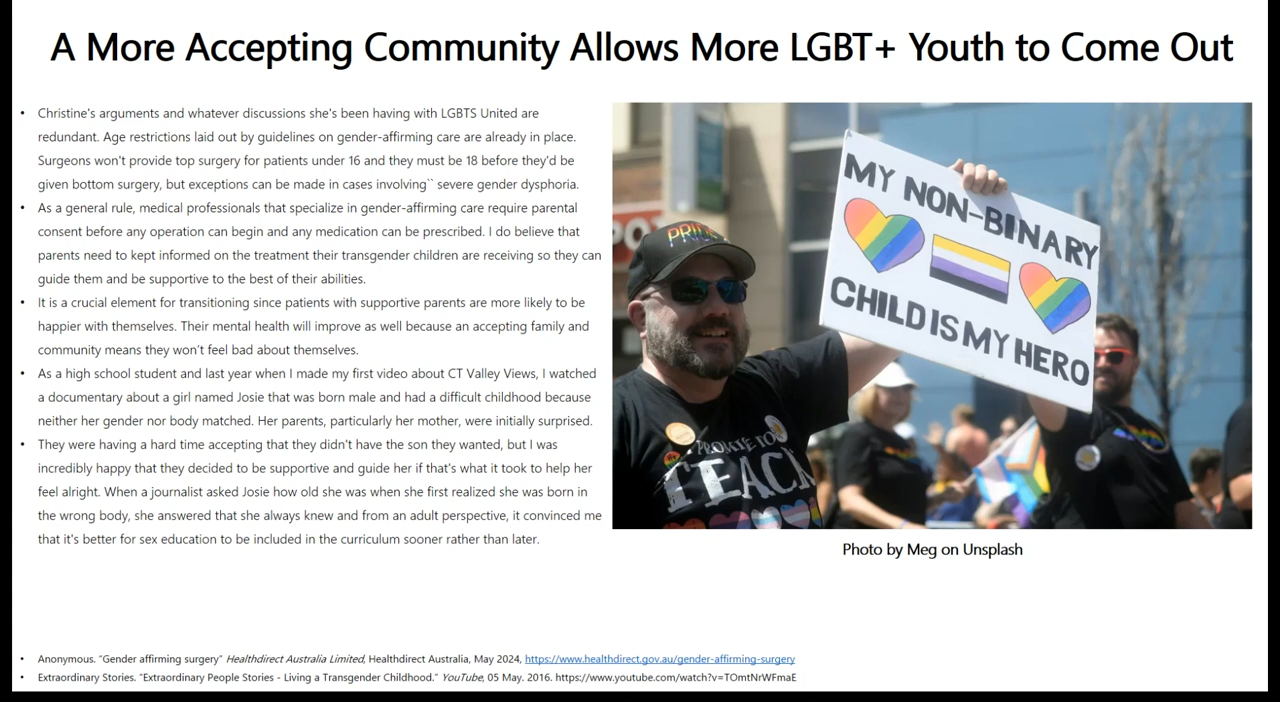 A More Accepting Community Allows More LGBT+ Youth to Come Out
• Christine's arguments and whatever discussions she's been having with LGBTS United are
redundant. Age restrictions laid out by guidelines on gender-affirming care are already in place.
Surgeons won't provide top surgery for patients under 16 and they must be 18 before they'd be
given bottom surgery, but exceptions can be made in cases involving`` severe gender dysphoria.
• As a general rule, medical professionals that specialize in gender-affirming care require parental
consent before any operation can begin and any medication can be prescribed. I do believe that
parents need to kept informed on the treatment their transgender children are receiving so they can
guide them and be supportive to the best of their abilities.
• It is a crucial element for transitioning since patients with supportive parents are more likely to be
happier with themselves. Their mental health will improve as well because an accepting family and
community means they won't feel bad about themselves.
• As a high school student and last year when I made my first video about CT Valley Views, I watched
a documentary about a girl named Josie that was born male and had a difficult childhood because
neither her gender nor body matched. Her parents, particularly her mother, were initially surprised.
• They were having a hard time accepting that they didn't have the son they wanted, but I was
incredibly happy that they decided to be supportive and guide her if that's what it took to help her
feel alright. When a journalist asked Josie how old she was when she first realized she was born in
the wrong body, she answered that she always knew and from an adult perspective, it convinced me
that it's better for sex education to be included in the curriculum sooner rather than later.
MY NON-BINARY
CHILD IS MY HERO
PRIDE
TEACH
Photo by Meg on Unsplash
• Anonymous. "Gender affirming surgery" Healthdirect Australia Limited, Healthdirect Australia, May 2024, https://www.healthdirect.gov.au/gender-affirming-surgery
• Extraordinary Stories. "Extraordinary People Stories - Living a Transgender Childhood." YouTube, 05 May. 2016. https://www.youtube.com/watch?v=TOmtNrWFmaE